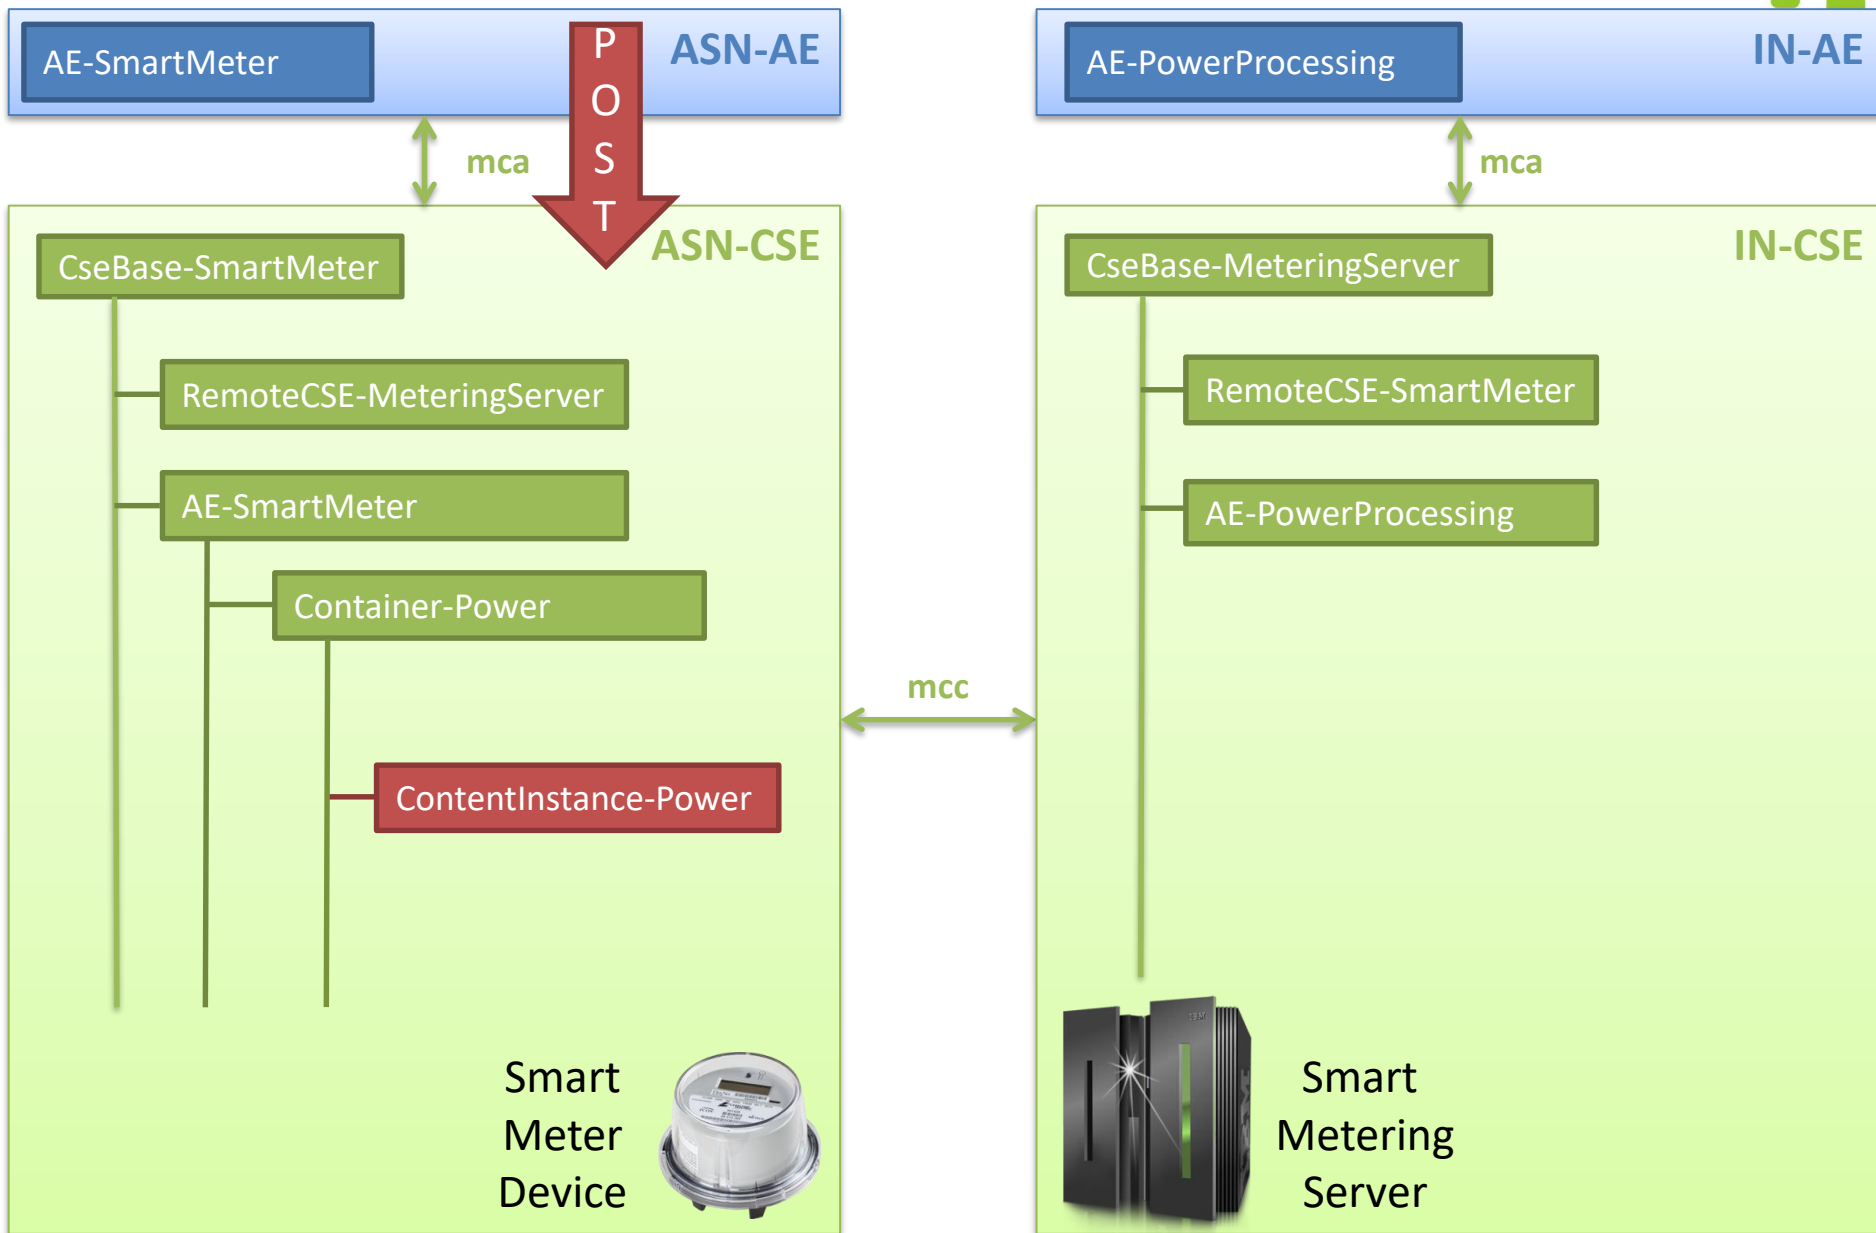 AE-SmartMeter
P
O
S
T
ASN-AE
mca
ASN-CSE
CseBase-SmartMeter
RemoteCSE-MeteringServer
AE-SmartMeter
Container-Power
ContentInstance-Power
Smart
Meter
Device
mcc
AE-PowerProcessing
IN-AE
mca
IN-CSE
CseBase-MeteringServer
RemoteCSE-SmartMeter
AE-PowerProcessing
IBM
Smart
Metering
Server